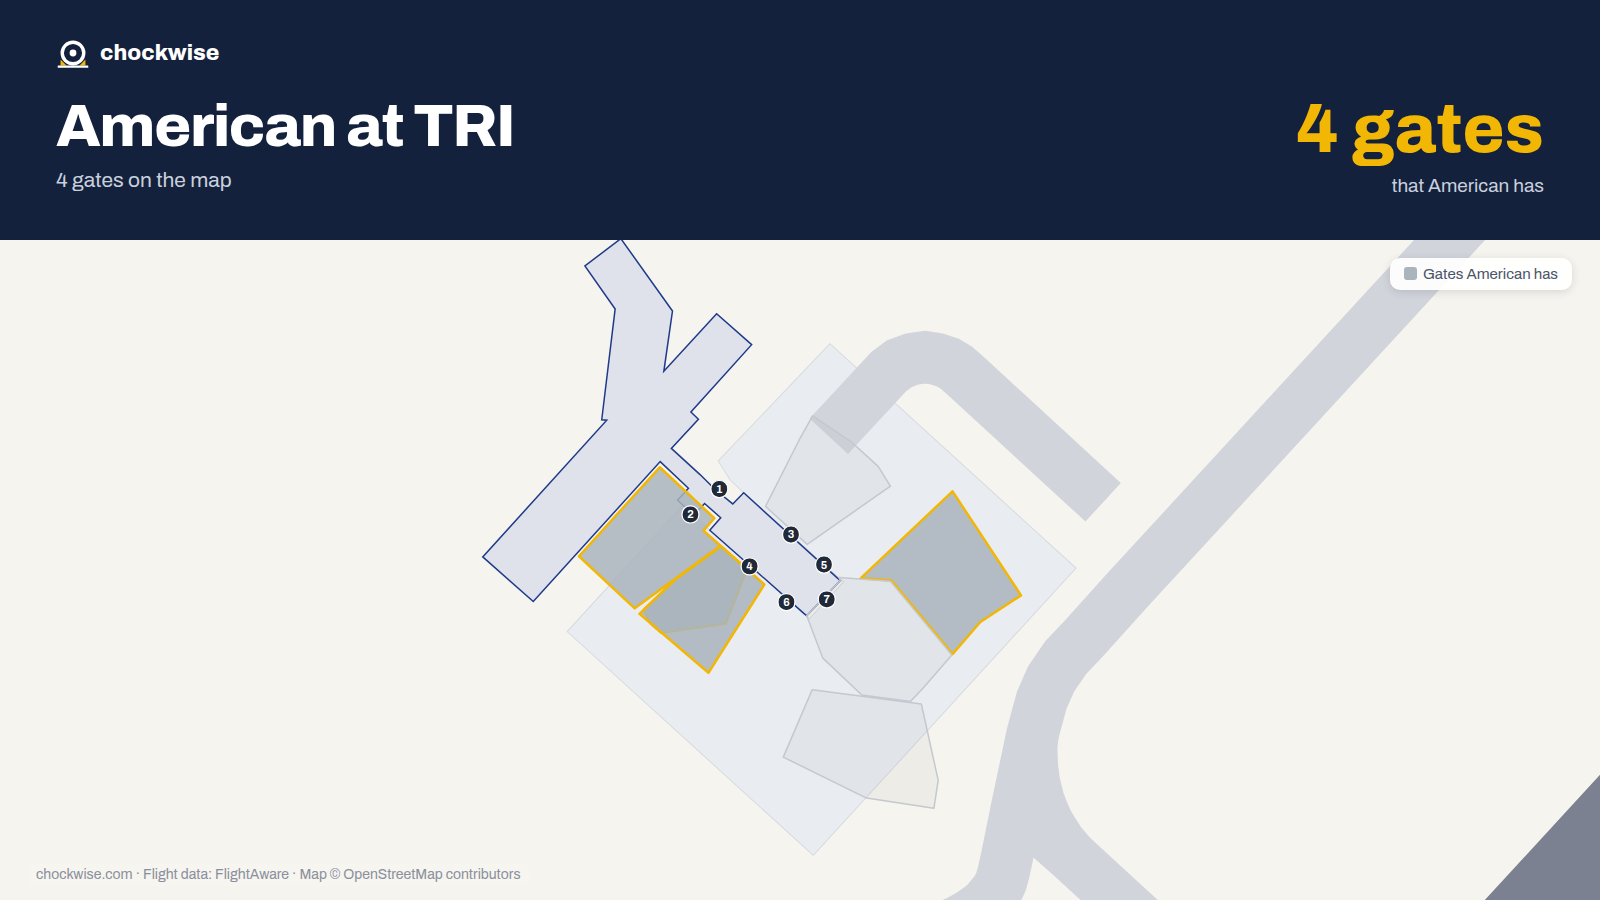 chockwise
American at TRI
4 gates on the map
4 gates
that American has
Gates American has
1
2
3
4
5
6
7
chockwise.com · Flight data: FlightAware · Map © OpenStreetMap contributors